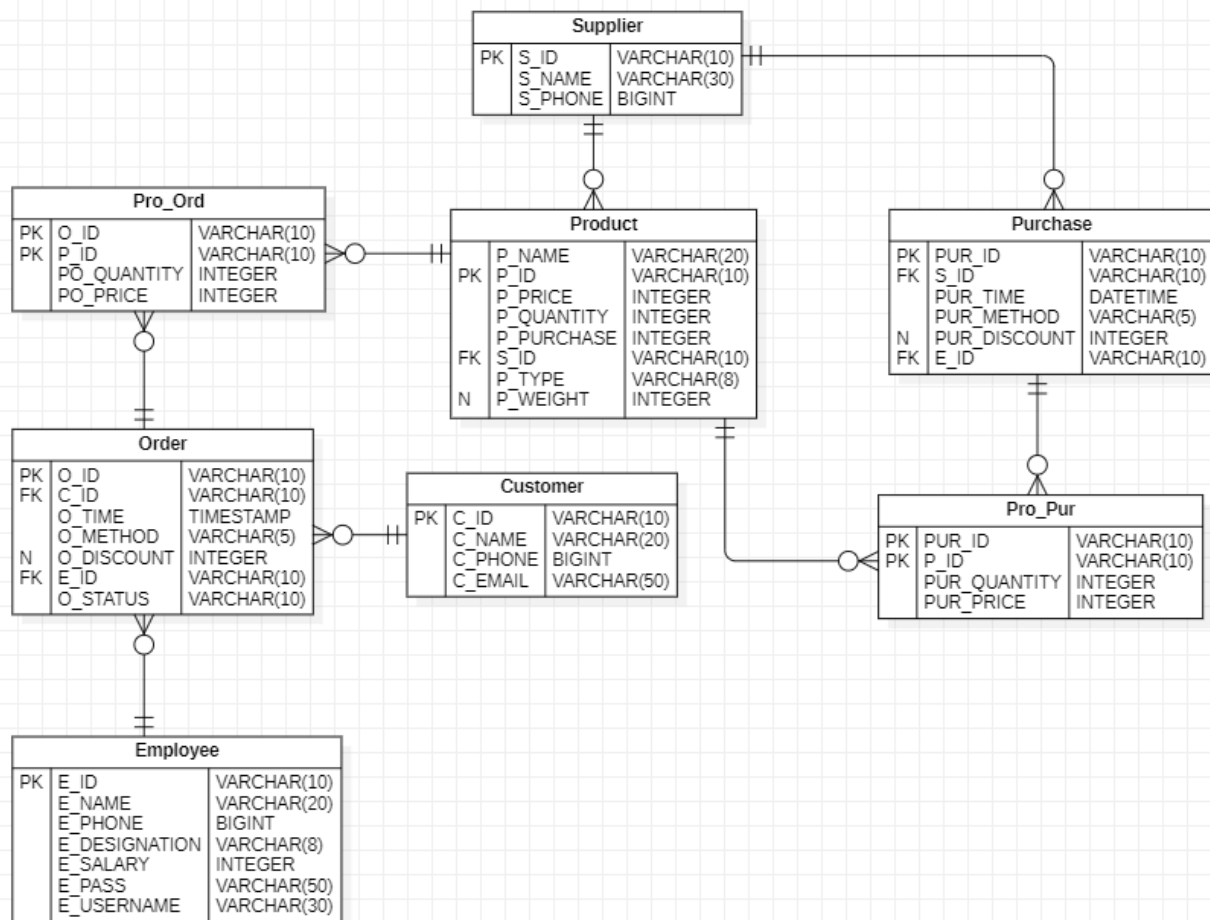 Supplier
PK S_ID VARCHAR(10)
S_NAME VARCHAR(30)
S_PHONE BIGINT
Pro_Ord
PK O_ID VARCHAR(10)
PK P_ID VARCHAR(10)
PO_QUANTITY INTEGER
PO_PRICE INTEGER
Product
P_NAME VARCHAR(20)
PK P_ID VARCHAR(10)
P_PRICE INTEGER
P_QUANTITY INTEGER
P_PURCHASE INTEGER
FK S_ID VARCHAR(10)
P_TYPE VARCHAR(8)
N P_WEIGHT INTEGER
Purchase
PK PUR_ID VARCHAR(10)
FK S_ID VARCHAR(10)
PUR_TIME DATETIME
PUR_METHOD VARCHAR(5)
N PUR_DISCOUNT INTEGER
FK E_ID VARCHAR(10)
Order
PK O_ID VARCHAR(10)
FK C_ID VARCHAR(10)
O_TIME TIMESTAMP
O_METHOD VARCHAR(5)
N O_DISCOUNT INTEGER
FK E_ID VARCHAR(10)
O_STATUS VARCHAR(10)
Customer
PK C_ID VARCHAR(10)
C_NAME VARCHAR(20)
C_PHONE BIGINT
C_EMAIL VARCHAR(50)
Pro_Pur
PK PUR_ID VARCHAR(10)
PK P_ID VARCHAR(10)
PUR_QUANTITY INTEGER
PUR_PRICE INTEGER
Employee
PK E_ID VARCHAR(10)
E_NAME VARCHAR(20)
E_PHONE BIGINT
E_DESIGNATION VARCHAR(8)
E_SALARY INTEGER
E_PASS VARCHAR(50)
E_USERNAME VARCHAR(30)